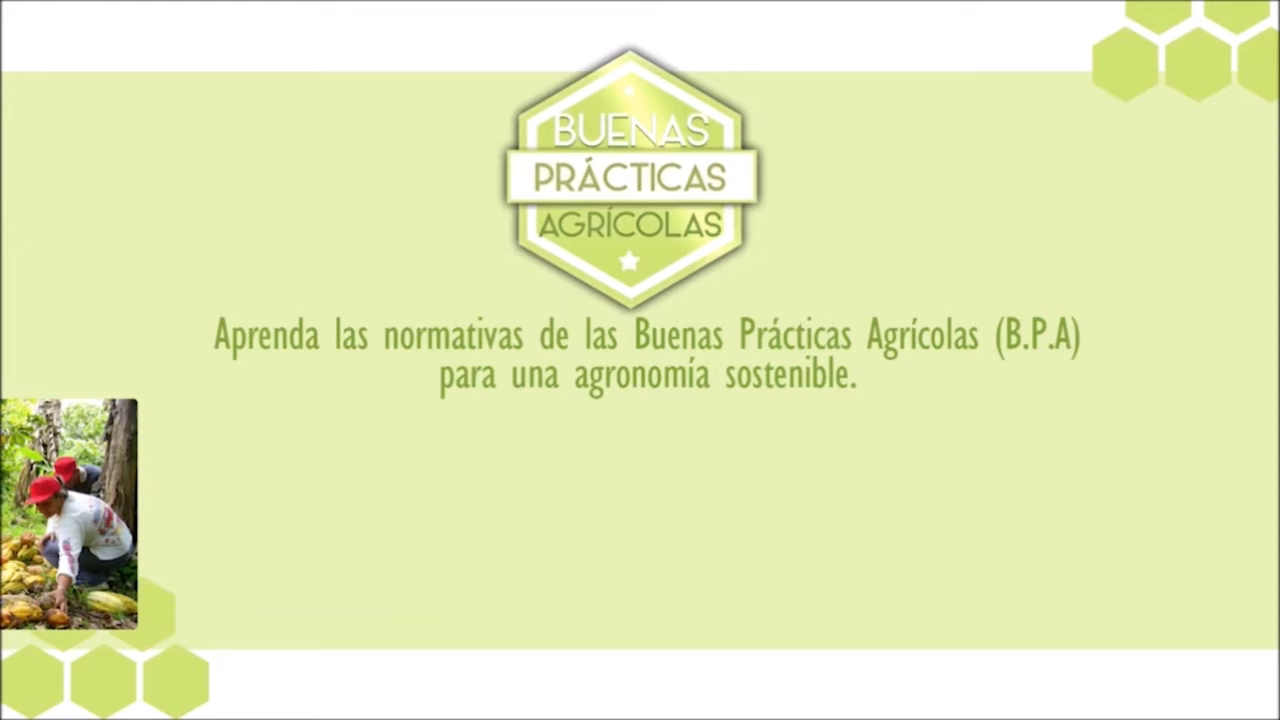 BUENAS
PRÁCTICAS
AGRÍCOLAS
Aprenda las normativas de las Buenas Prácticas Agrícolas (B.P.A)
para una agronomía sostenible.